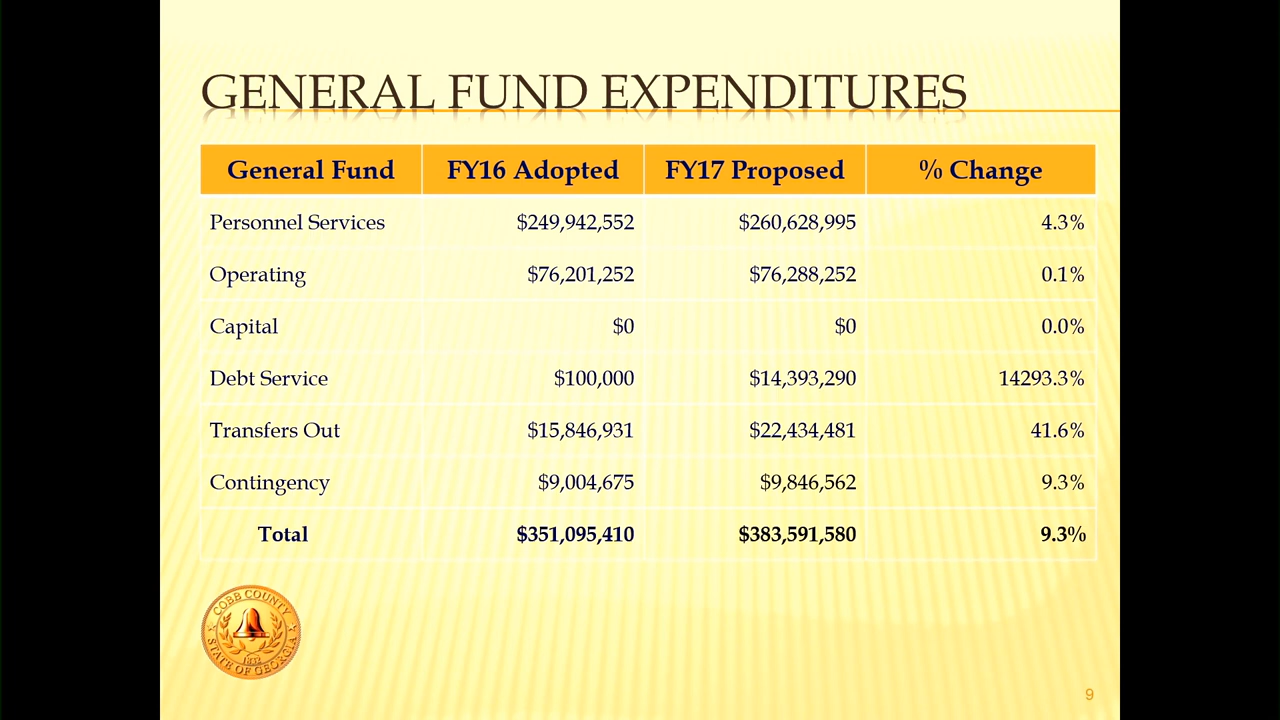 GENERAL FUND EXPENDITURES
General Fund FY16 Adopted FY17 Proposed % Change
Personnel Services $249,942,552 $260,628,995 4.3%
Operating $76,201,252 $76,288,252 0.1%
Capital $0 $0 0.0%
Debt Service $100,000 $14,393,290 14293.3%
Transfers Out $15,846,931 $22,434,481 41.6%
Contingency $9,004,675 $9,846,562 9.3%
Total $351,095,410 $383,591,580 9.3%
COBB COUNTY
1832
STATE OF GEORGIA
9